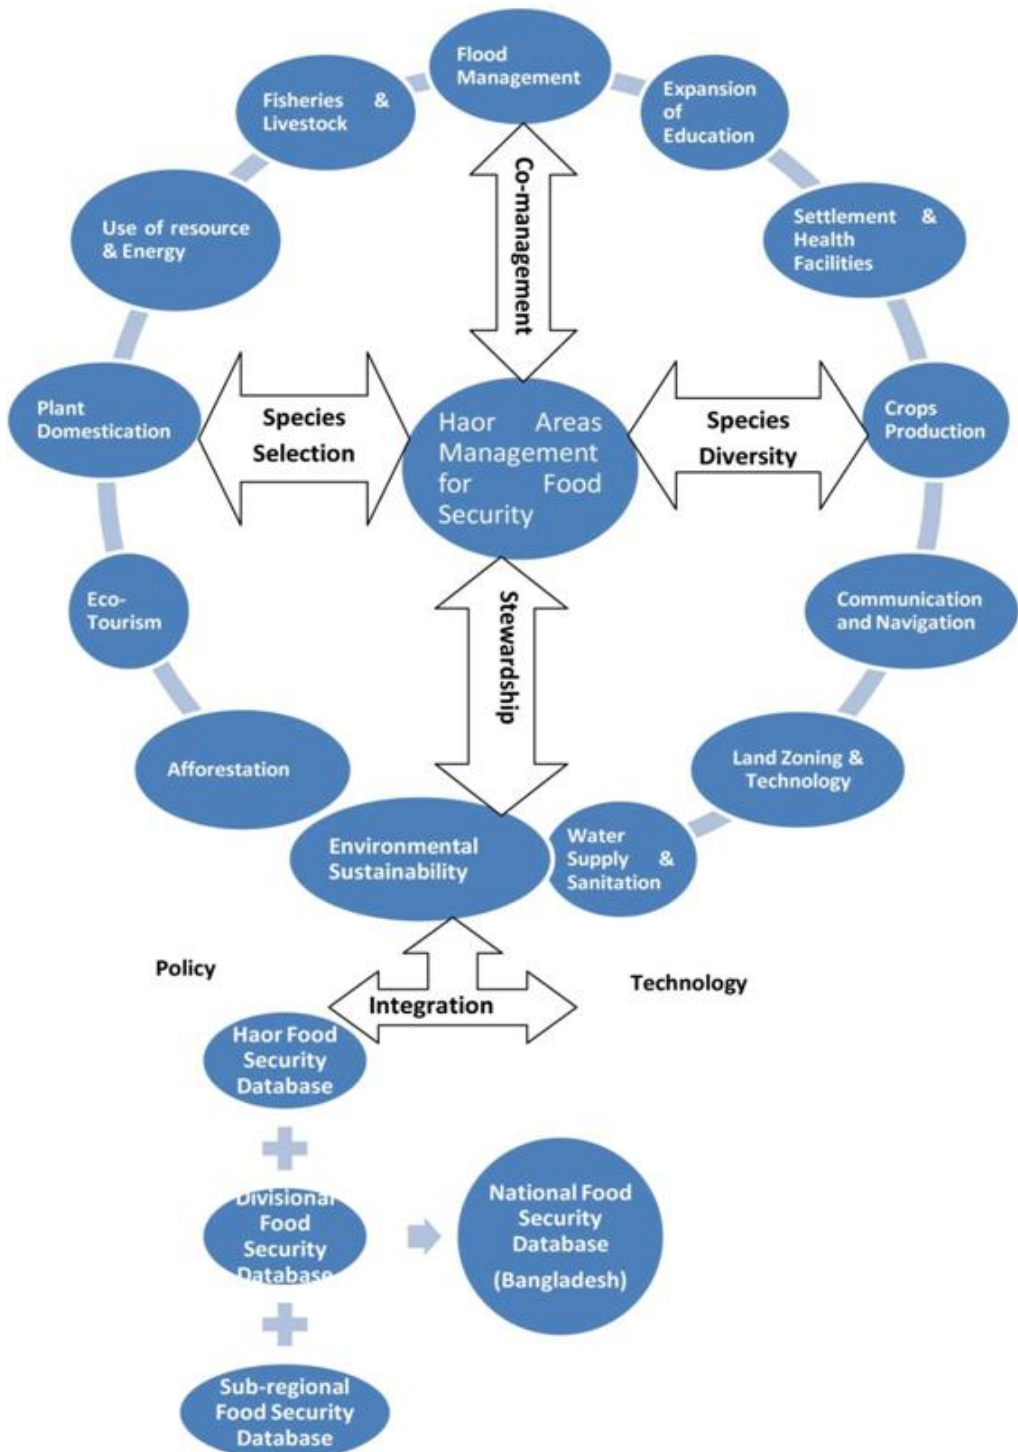 Flood
Management
Fisheries &
Livestock
Expansion
of
Education
Use of resource
& Energy
Settlement &
Health
Facilities
Co-management
Plant
Domestication
Species
Selection
Haor Areas
Management
for Food
Security
Species
Diversity
Crops
Production
Eco-
Tourism
Stewardship
Communication
and Navigation
Afforestation
Land Zoning &
Technology
Environmental
Sustainability
Water
Supply &
Sanitation
Policy
Technology
Integration
Haor Food
Security
Database
Divisional
Food
Security
Database
National Food
Security
Database
(Bangladesh)
Sub-regional
Food Security
Database